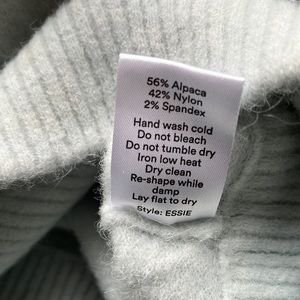 56% Alpaca
42% Nylon
2% Spandex
Hand wash cold
Do not bleach
Do not tumble dry
Iron low heat
Dry clean
Re-shape while
damp
Lay flat to dry
Style: ESSIE